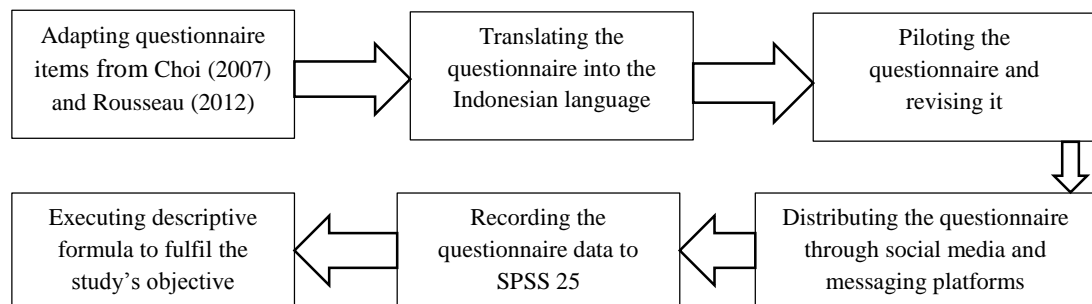 Adapting questionnaire
items from Choi (2007)
and Rousseau (2012)
Translating the
questionnaire into the
Indonesian language
Piloting the
questionnaire and
revising it
Distributing the questionnaire
through social media and
messaging platforms
Recording the
questionnaire data to
SPSS 25
Executing descriptive
formula to fulfil the
study's objective